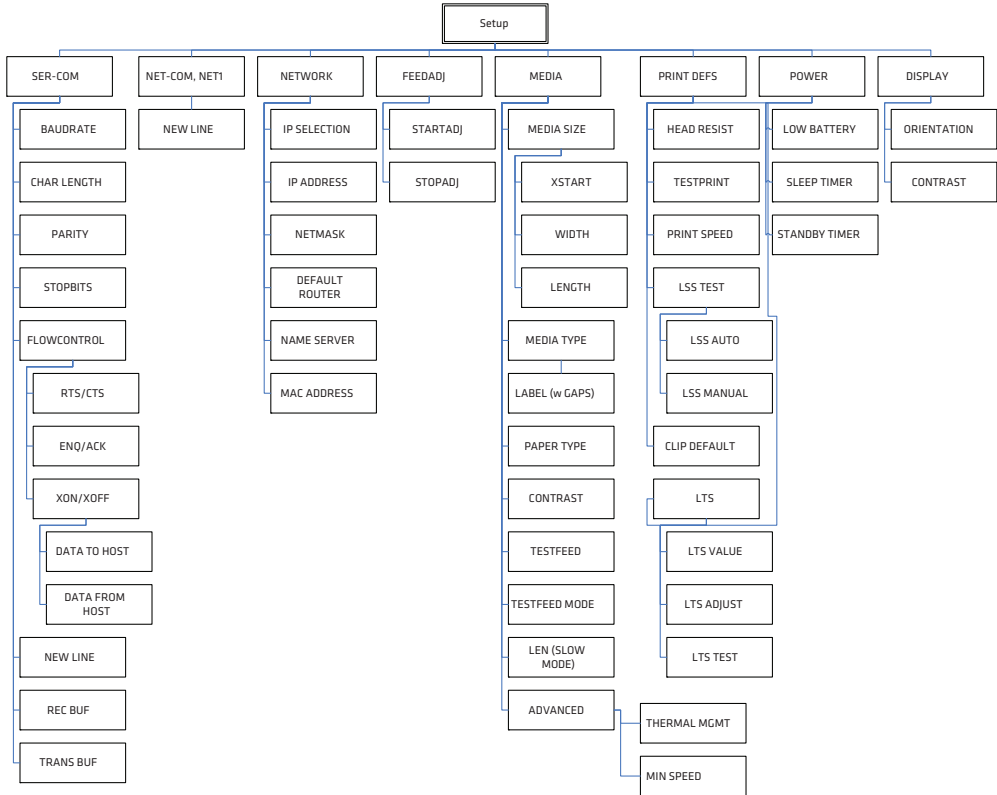 Setup
SER-COM
NET-COM, NET1
NETWORK
FEEDADJ
MEDIA
PRINT DEFS
POWER
DISPLAY
BAUDRATE
CHAR LENGTH
PARITY
STOPBITS
FLOWCONTROL
RTS/CTS
ENQ/ACK
XON/XOFF
DATA TO HOST
DATA FROM
HOST
NEW LINE
REC BUF
TRANS BUF
NEW LINE
IP SELECTION
IP ADDRESS
NETMASK
DEFAULT
ROUTER
NAME SERVER
MAC ADDRESS
STARTADJ
STOPADJ
MEDIA SIZE
XSTART
WIDTH
LENGTH
MEDIA TYPE
LABEL (w GAPS)
PAPER TYPE
CONTRAST
TESTFEED
TESTFEED MODE
LEN (SLOW
MODE)
ADVANCED
THERMAL MGMT
MIN SPEED
HEAD RESIST
TESTPRINT
PRINT SPEED
LSS TEST
LSS AUTO
LSS MANUAL
CLIP DEFAULT
LTS
LTS VALUE
LTS ADJUST
LTS TEST
LOW BATTERY
SLEEP TIMER
STANDBY TIMER
ORIENTATION
CONTRAST